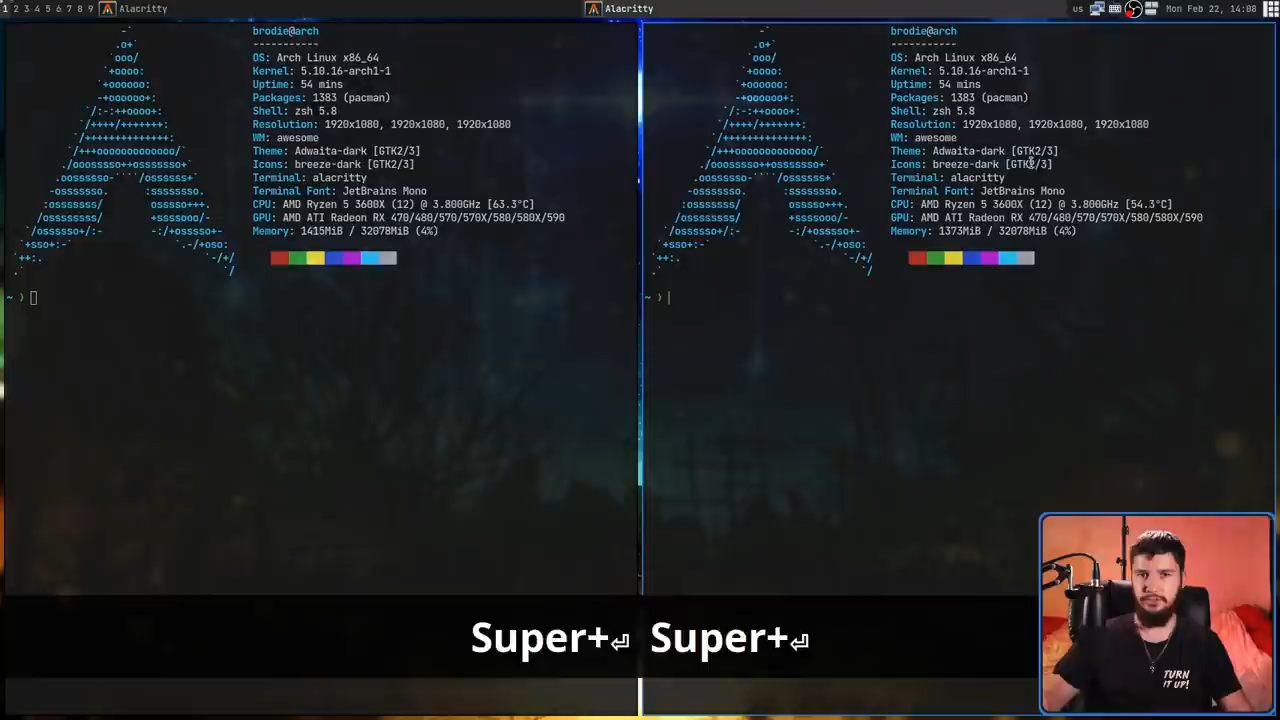 1 2 3 4 5 6 7 8 9 Alacritty Alacritty us Mon Feb 22, 14:08
brodie@arch
-----------
OS: Arch Linux x86_64
Kernel: 5.10.16-arch1-1
Uptime: 54 mins
Packages: 1383 (pacman)
Shell: zsh 5.8
Resolution: 1920x1080, 1920x1080, 1920x1080
WM: awesome
Theme: Adwaita-dark [GTK2/3]
Icons: breeze-dark [GTK2/3]
Terminal: alacritty
Terminal Font: JetBrains Mono
CPU: AMD Ryzen 5 3600X (12) @ 3.800GHz [63.3°C]
GPU: AMD ATI Radeon RX 470/480/570/570X/580/580X/590
Memory: 1415MiB / 32078MiB (4%)
~ ⟩
brodie@arch
-----------
OS: Arch Linux x86_64
Kernel: 5.10.16-arch1-1
Uptime: 54 mins
Packages: 1383 (pacman)
Shell: zsh 5.8
Resolution: 1920x1080, 1920x1080, 1920x1080
WM: awesome
Theme: Adwaita-dark [GTK2/3]
Icons: breeze-dark [GTK2/3]
Terminal: alacritty
Terminal Font: JetBrains Mono
CPU: AMD Ryzen 5 3600X (12) @ 3.800GHz [54.3°C]
GPU: AMD ATI Radeon RX 470/480/570/570X/580/580X/590
Memory: 1373MiB / 32078MiB (4%)
~ ⟩
Super+⏎ Super+⏎
TURN
IT UP!